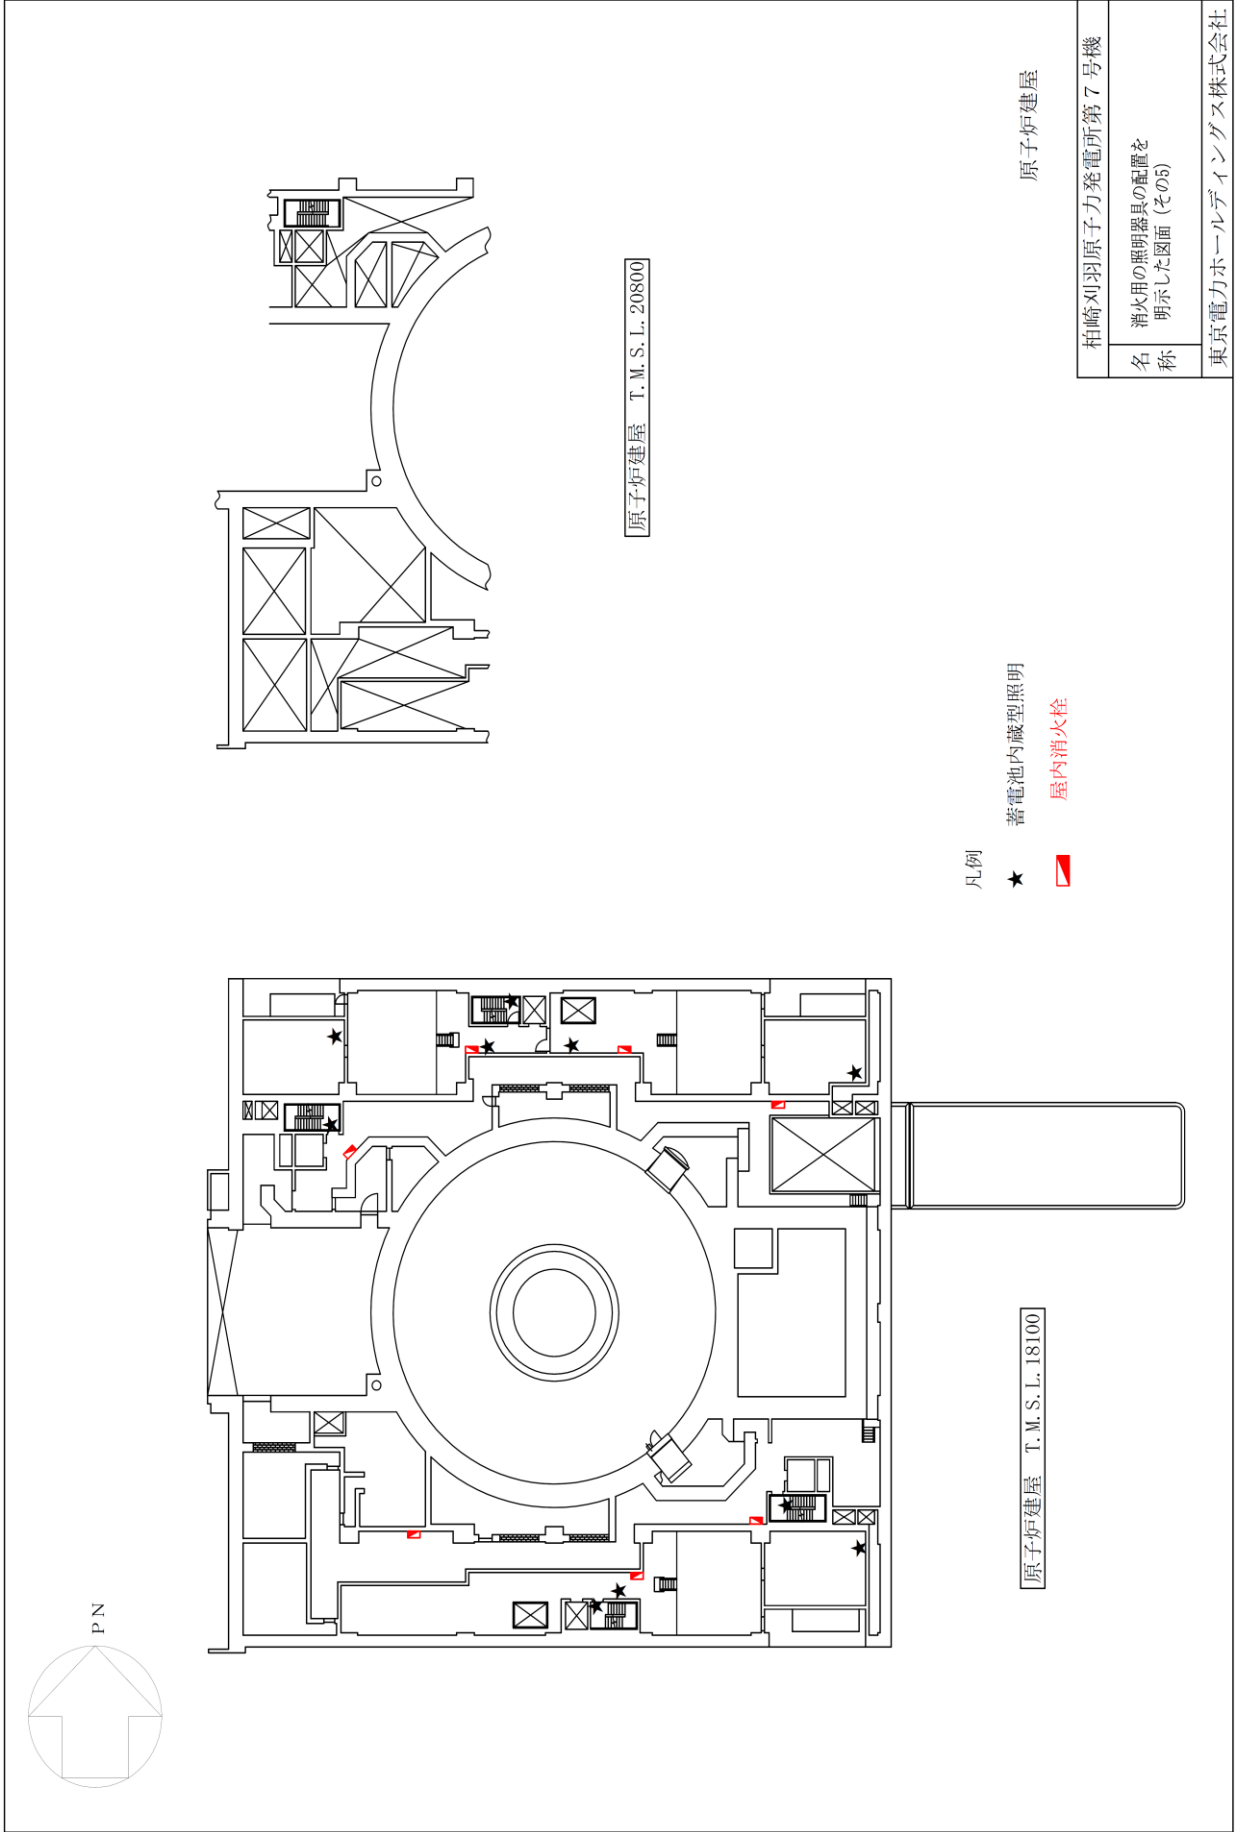 PN
原子炉建屋 T.M.S.L.18100
原子炉建屋 T.M.S.L.20800
凡例
★ 蓄電池内蔵型照明
屋内消火栓
原子炉建屋
柏崎刈羽原子力発電所第7号機
名称
消火用の照明器具の配置を
明示した図面(その5)
東京電力ホールディングス株式会社